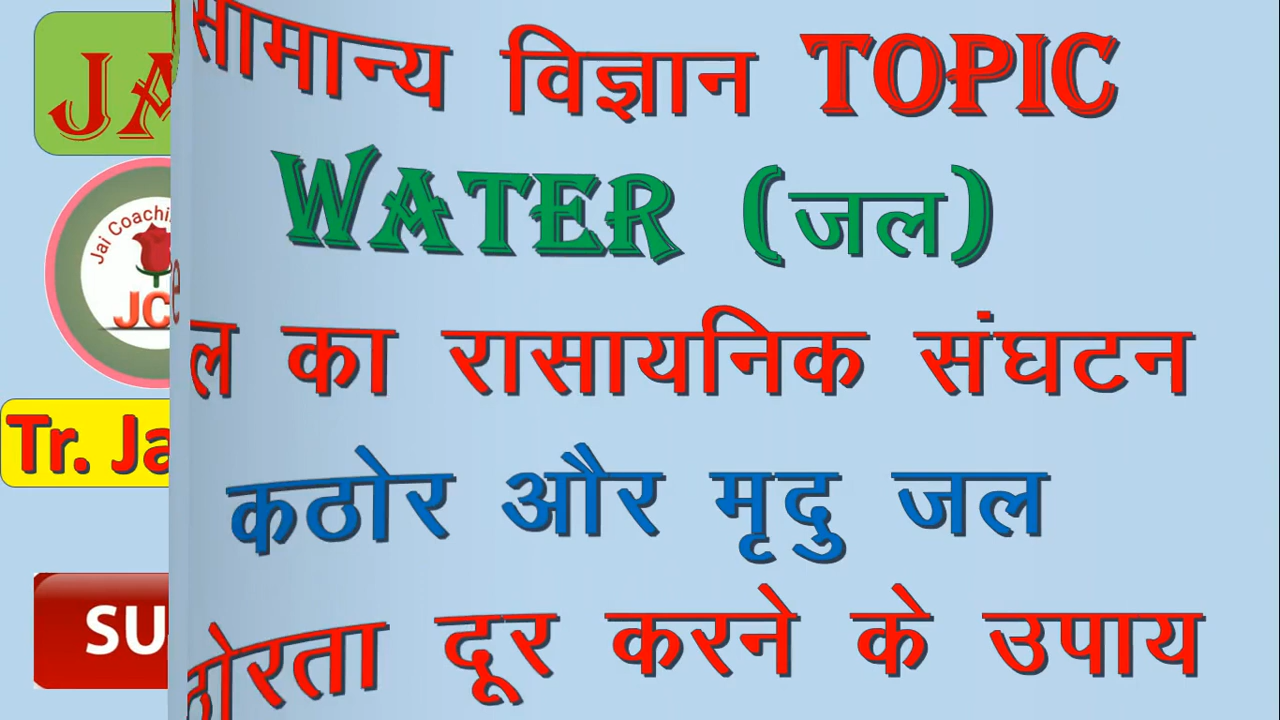 सामान्य विज्ञान TOPIC
WATER (जल)
ल का रासायनिक संघटन
कठोर और मृदु जल
ठोरता दूर करने के उपाय
JA
Jai Coachi
JC
e
Tr. Ja
SU